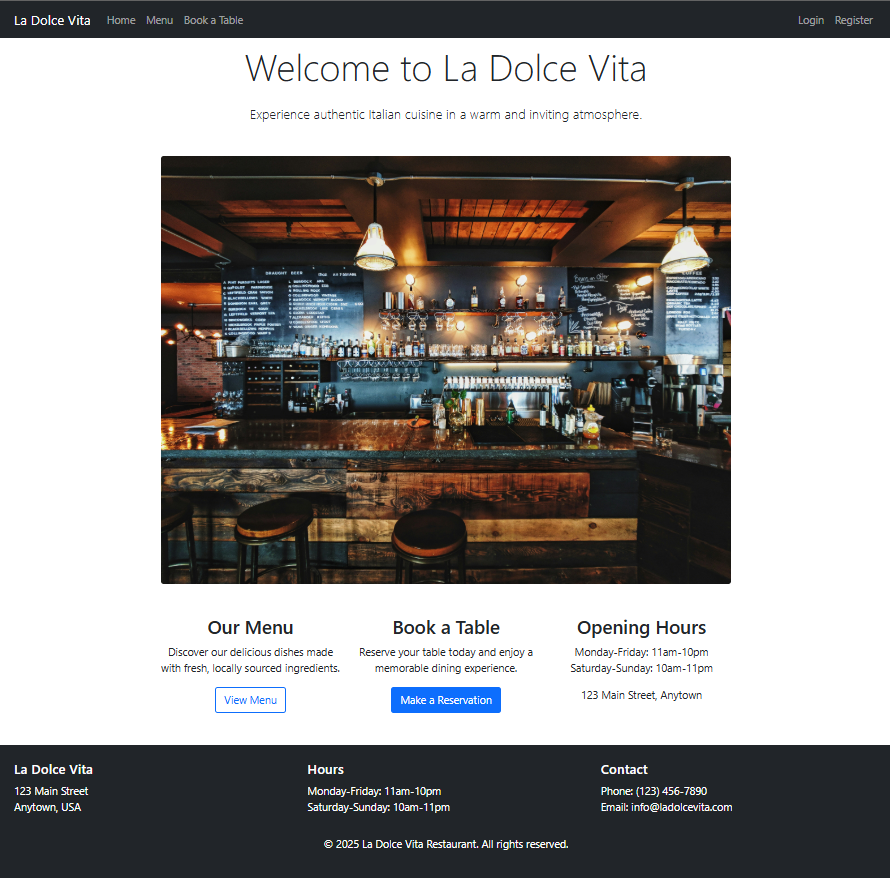 La Dolce Vita Home Menu Book a Table Login Register
Welcome to La Dolce Vita
Experience authentic Italian cuisine in a warm and inviting atmosphere.
DRAUGHT BEER
COFFEE
Our Menu
Discover our delicious dishes made
with fresh, locally sourced ingredients.
View Menu
Book a Table
Reserve your table today and enjoy a
memorable dining experience.
Make a Reservation
Opening Hours
Monday-Friday: 11am-10pm
Saturday-Sunday: 10am-11pm
123 Main Street, Anytown
La Dolce Vita
123 Main Street
Anytown, USA
Hours
Monday-Friday: 11am-10pm
Saturday-Sunday: 10am-11pm
Contact
Phone: (123) 456-7890
Email: info@ladolcevita.com
© 2025 La Dolce Vita Restaurant. All rights reserved.